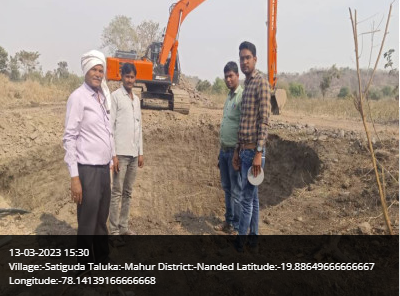 13-03-2023 15:30
Village:-Satiguda Taluka:-Mahur District:-Nanded Latitude:-19.88649666666667
Longitude:-78.14139166666668